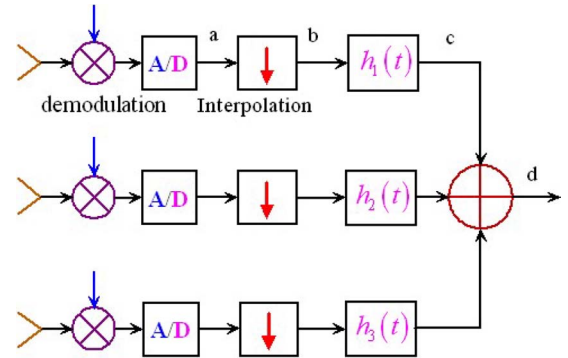 a b c
A/D h₁(t)
demodulation Interpolation
d
A/D h₂(t)
A/D h₃(t)